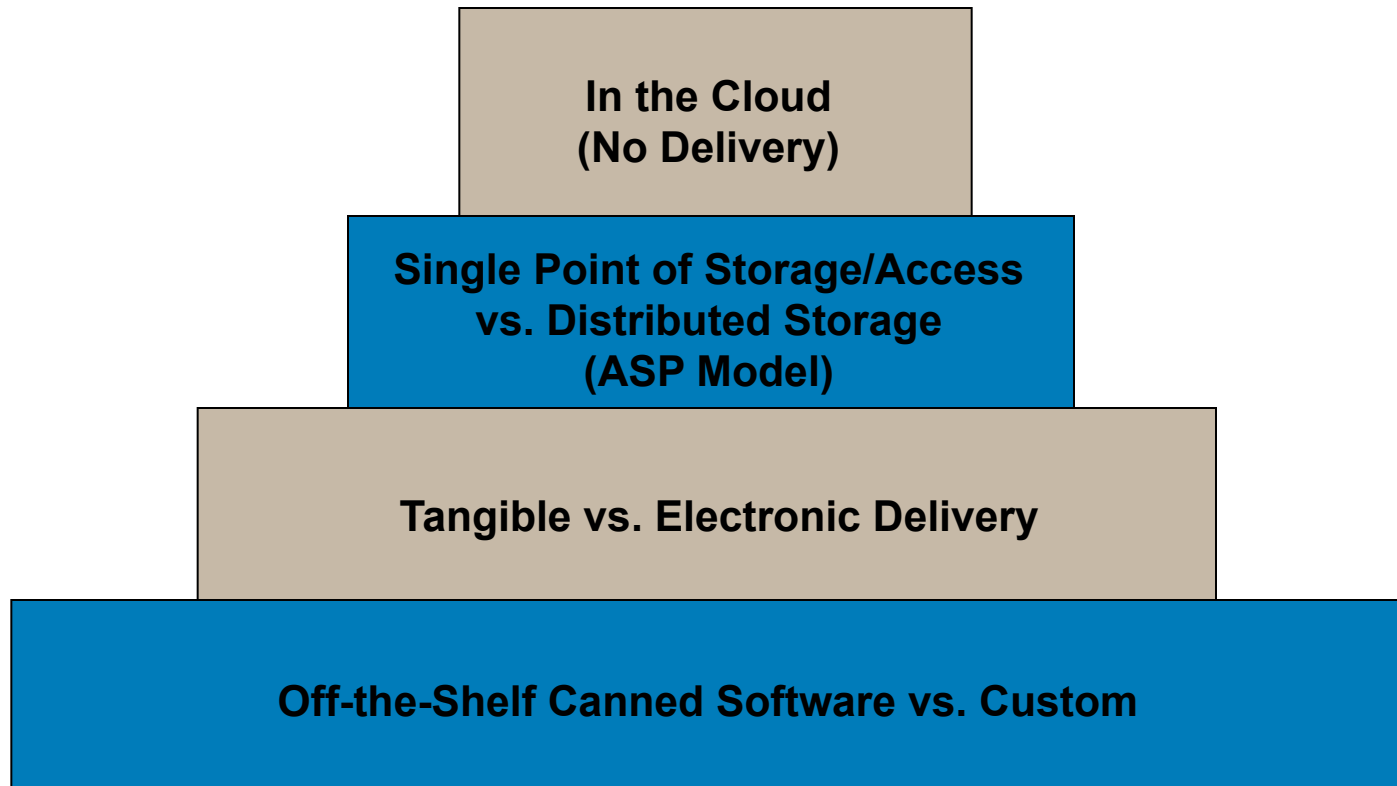 In the Cloud
(No Delivery)
Single Point of Storage/Access
vs. Distributed Storage
(ASP Model)
Tangible vs. Electronic Delivery
Off-the-Shelf Canned Software vs. Custom